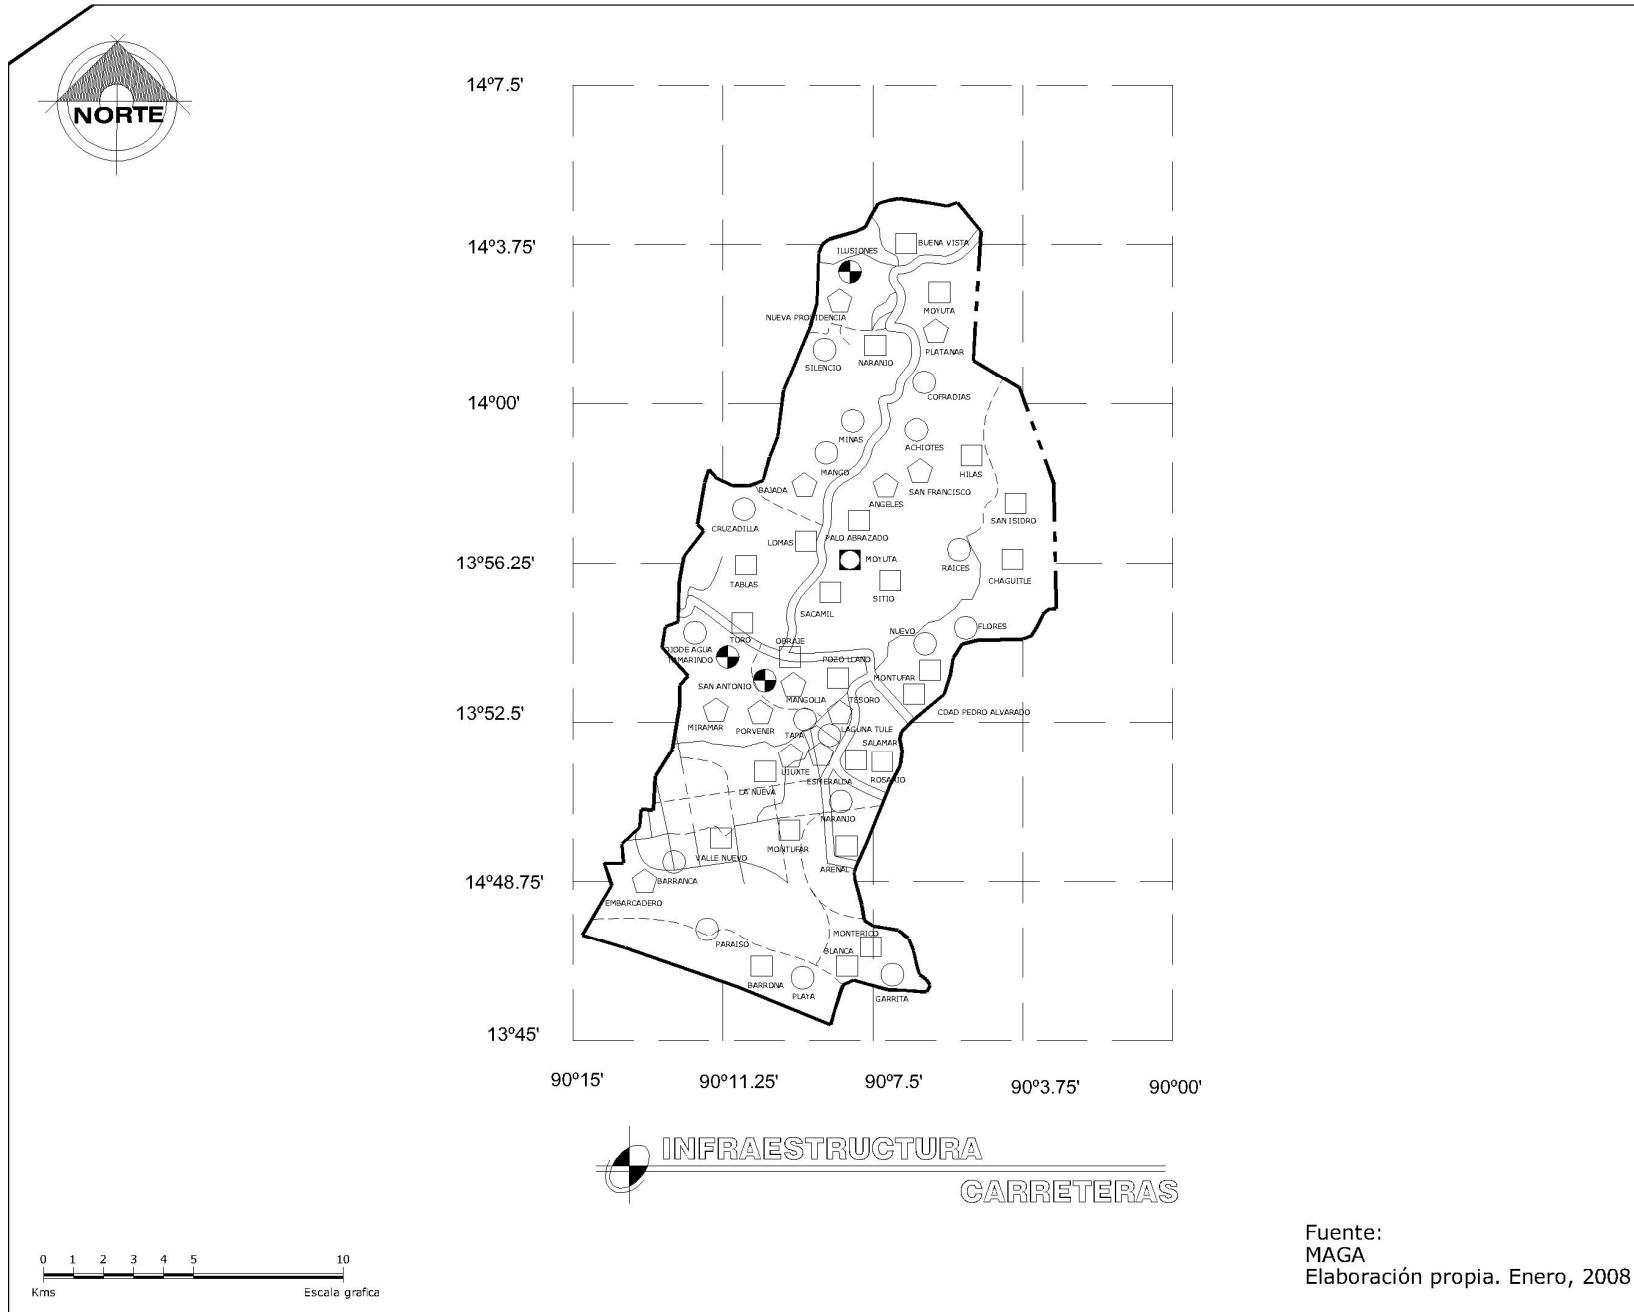 NORTE
14º7.5'
14º3.75'
14º00'
13º56.25'
13º52.5'
14º48.75'
13º45'
90º15'
90º11.25'
90º7.5'
90º3.75'
90º00'
BUENA VISTA
ILUSIONES
MOYUTA
NUEVA PROVIDENCIA
PLATANAR
NARANJO
SILENCIO
COFRADIAS
MINAS
ACHIOTES
MANGO
HILAS
BAJADA
SAN FRANCISCO
ANGELES
SAN ISIDRO
CRUZADILLA
PALO ABRAZADO
LOMAS
MOYUTA
RAICES
CHAGUITLE
TABLAS
SITIO
SACAMIL
FLORES
NUEVO
TORO
OBRAJE
OJODE AGUA
TAMARINDO
POZO LLANO
MONTUFAR
SAN ANTONIO
MANGOLIA
TESORO
CDAD PEDRO ALVARADO
MIRAMAR
PORVENIR
TAPA
LAGUNA TULE
SALAMAR
UJUXTE
ESMERALDA
ROSARIO
LA NUEVA
NARANJO
MONTUFAR
VALLE NUEVO
ARENAL
BARRANCA
EMBARCADERO
MONTERICO
PARAISO
BLANCA
BARRONA
PLAYA
GARRITA
INFRAESTRUCTURA
CARRETERAS
0 1 2 3 4 5 10
Kms Escala grafica
Fuente:
MAGA
Elaboración propia. Enero, 2008